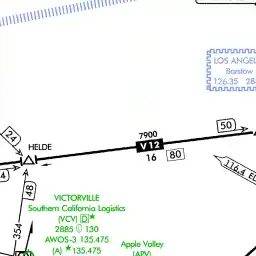 LOS ANGEL
Barstow
126.35 28
50
7900
V 12
16 80
24
HELDE
4
116.4 E
48
354
VICTORVILLE
Southern California Logistics
(VCV) D★
2885 130
AWOS-3 135.475
(A) ★135.475
Apple Valley
(APV)